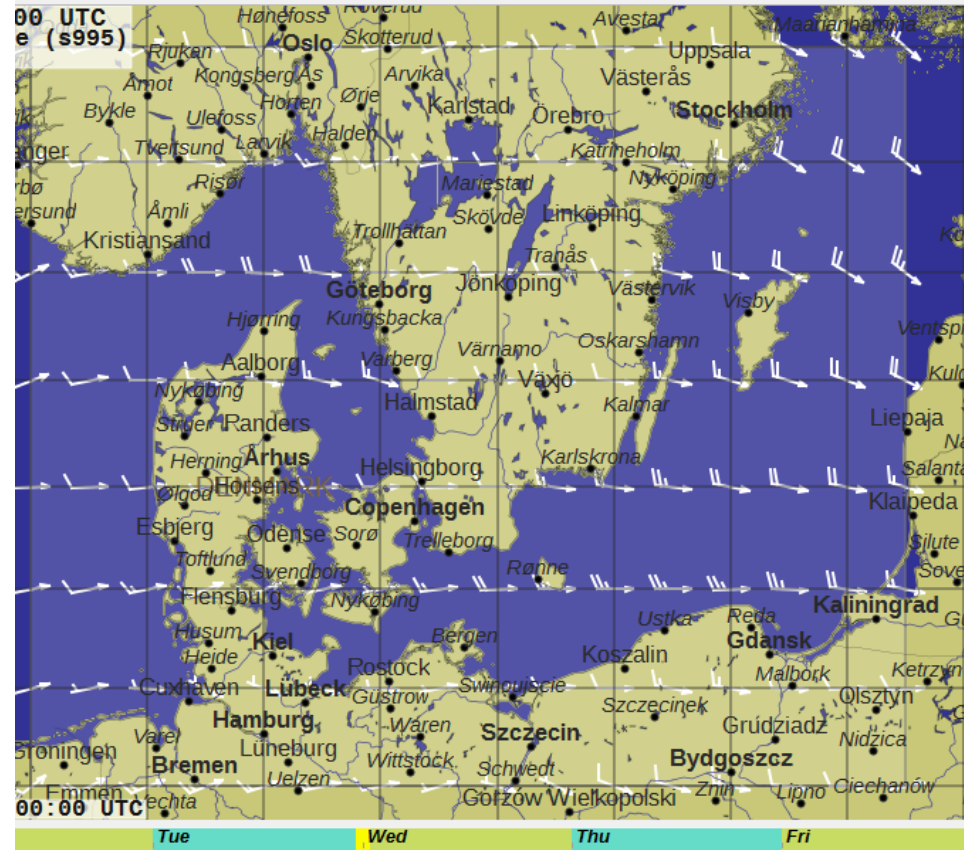 00 UTC
e (s995)
Hønefoss
Oslo
Skotterud
Avesta
Maarianhamina
Rjukan
Uppsala
Åmot
Kongsberg
Ås
Arvika
Västerås
Bykle
Horten
Ørje
Karlstad
Örebro
Stockholm
Ulefoss
Halden
Tveitsund
Larvik
Katrineholm
Nyköping
Risør
Mariestad
Åmli
Skövde
Linköping
Kristiansand
Trollhättan
Tranås
Göteborg
Jönköping
Västervik
Visby
Hjørring
Kungsbacka
Aalborg
Varberg
Värnamo
Oskarshamn
Nykøbing
Växjö
Halmstad
Kalmar
Liepaja
Randers
Herning
Århus
Helsingborg
Karlskrona
Horsens
Ølgod
Copenhagen
Klaipeda
Esbjerg
Odense
Sorø
Trelleborg
Silute
Toftlund
Svendborg
Rønne
Flensburg
Nykøbing
Kaliningrad
Husum
Kiel
Bergen
Ustka
Reda
Heide
Rostock
Koszalin
Gdansk
Malbork
Cuxhaven
Lübeck
Güstrow
Swinoujscie
Szczecinek
Olsztyn
Hamburg
Waren
Szczecin
Grudziadz
Varel
Lüneburg
Nidzica
Groningen
Bremen
Wittstock
Schwedt
Bydgoszcz
Uelzen
Znin
Lipno
Ciechanów
Emmen
Gorzów Wielkopolski
00:00 UTC
Tue Wed Thu Fri